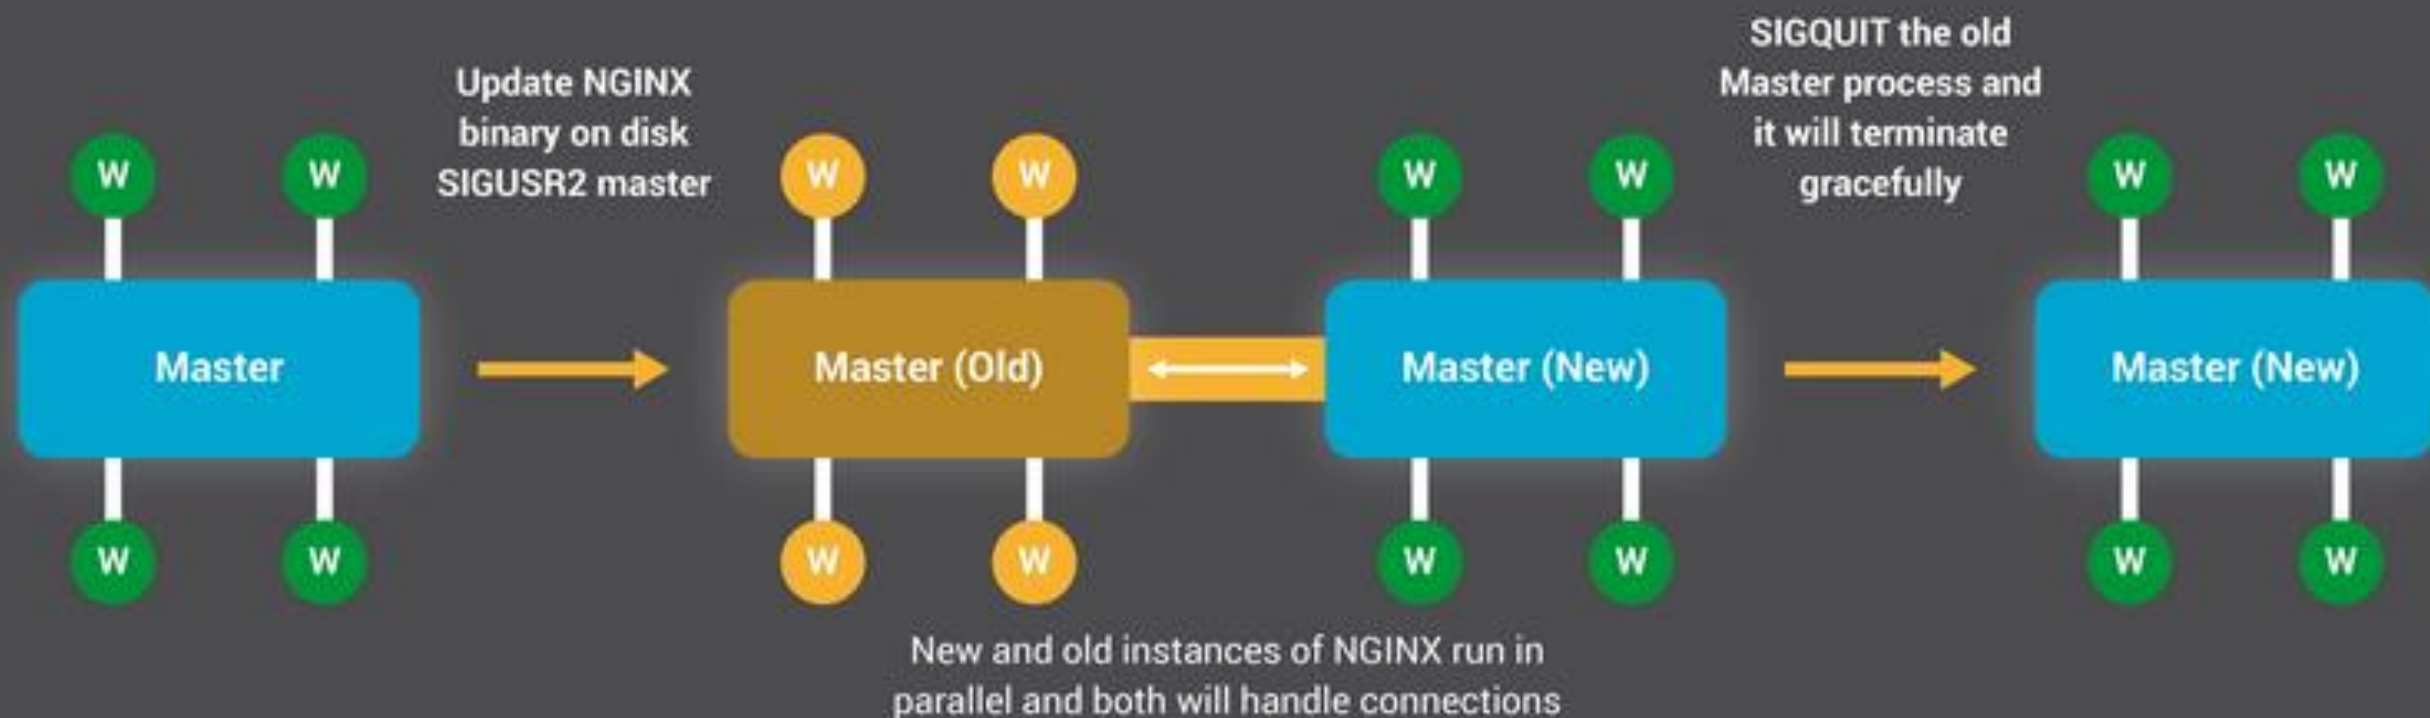 Update NGINX
binary on disk
SIGUSR2 master
SIGQUIT the old
Master process and
it will terminate
gracefully
W
W
W
W
W
W
W
W
Master
Master (Old)
Master (New)
Master (New)
W
W
W
W
W
W
W
W
New and old instances of NGINX run in
parallel and both will handle connections